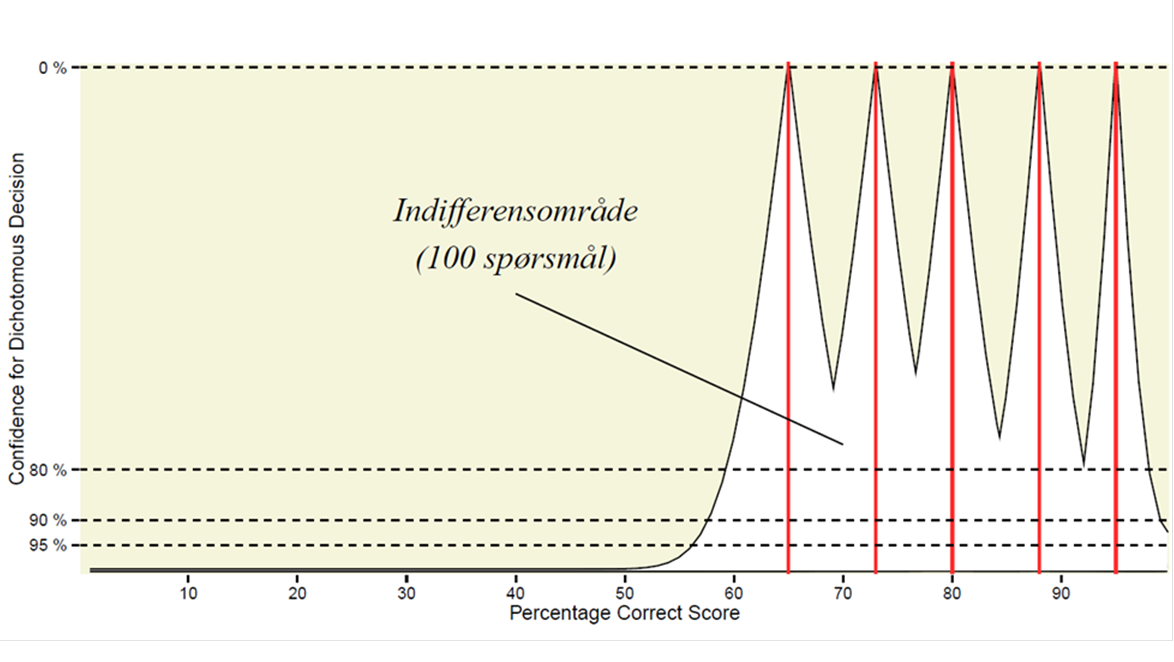 0 %
Indifferensområde
(100 spørsmål)
Confidence for Dichotomous Decision
80 %
90 %
95 %
10 20 30 40 50 60 70 80 90
Percentage Correct Score